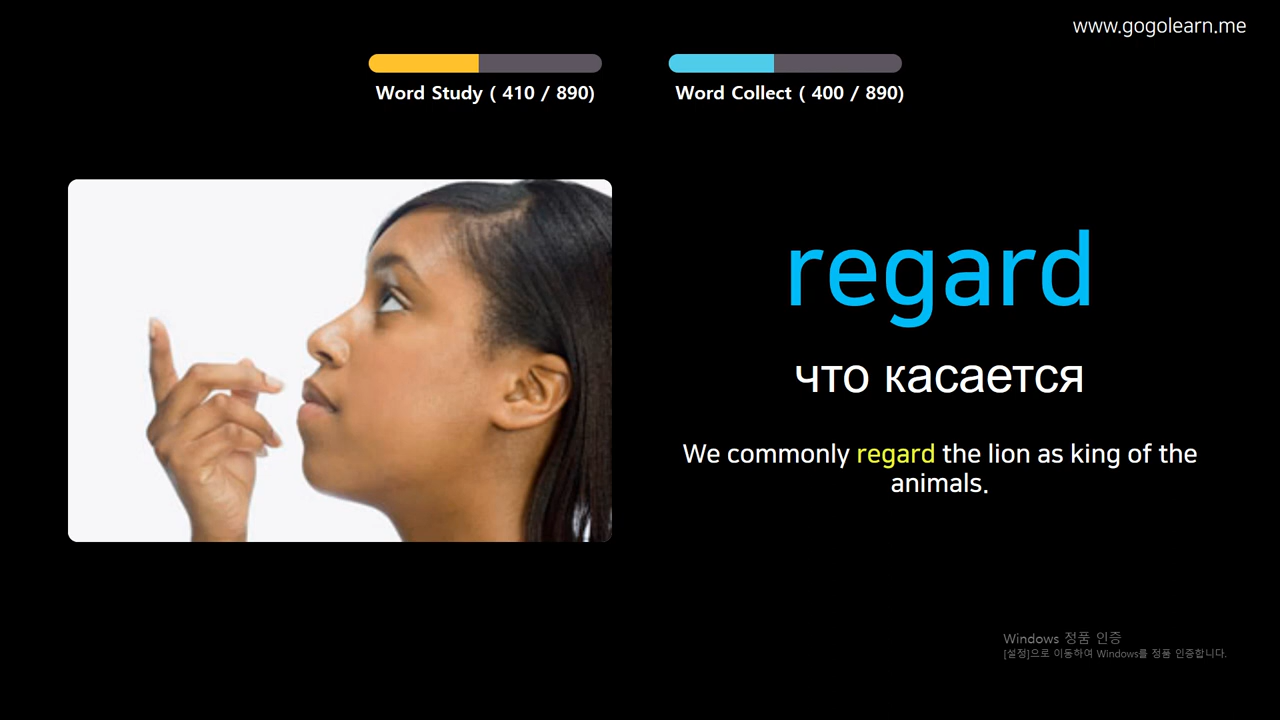 www.gogolearn.me
Word Study ( 410 / 890)
Word Collect ( 400 / 890)
regard
что касается
We commonly regard the lion as king of the
animals.
Windows 정품 인증
[설정]으로 이동하여 Windows를 정품 인증합니다.